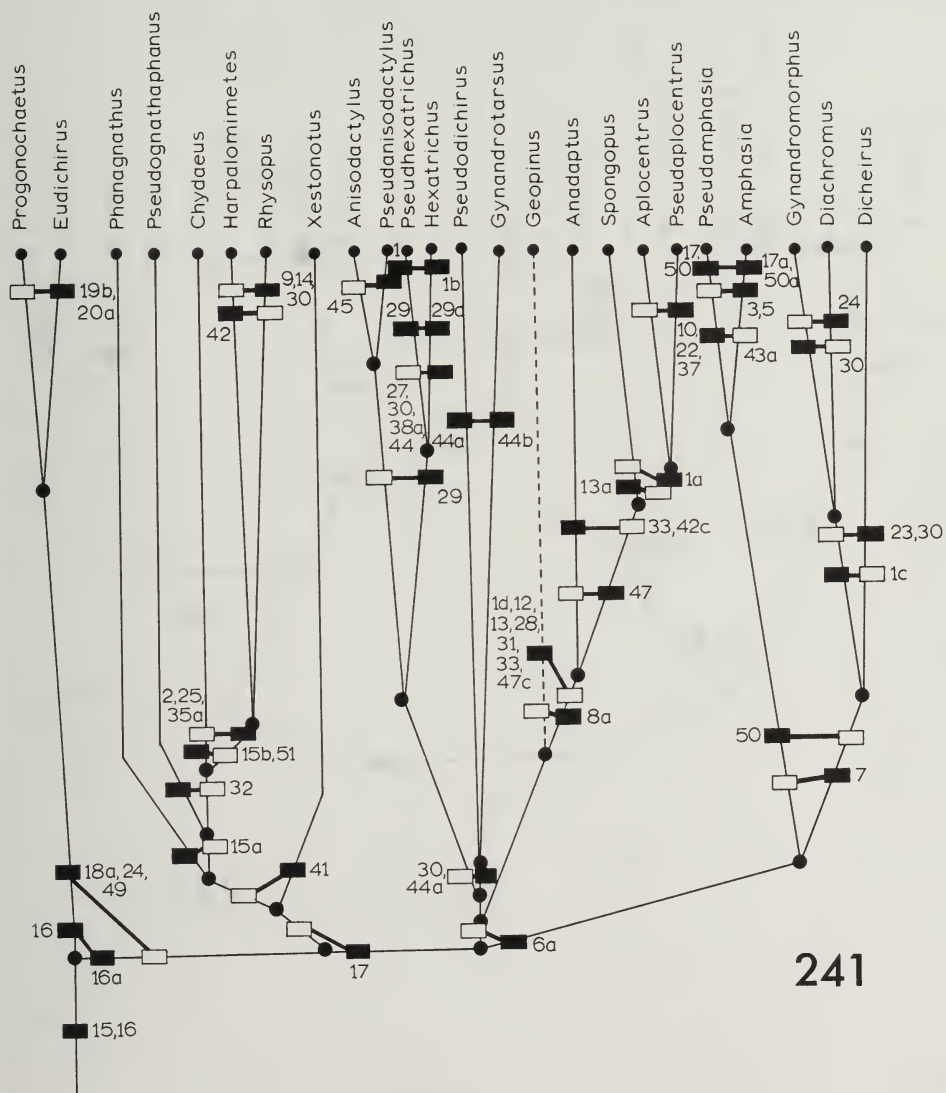 Progonochaetus
Eudichirus
Phanagnathus
Pseudognathaphanus
Chydaeus
Harpalomimetes
Rhysopus
Xestonotus
Anisodactylus
Pseudanisodactylus
Pseudhexatrichus
Hexatrichus
Pseudodichirus
Gynandrotarsus
Geopinus
Anadaptus
Spongopus
Aplocentrus
Pseudaplocentrus
Pseudamphasia
Amphasia
Gynandromorphus
Diachromus
Dicheirus
19b,
20a
9,14,
30
42
45
1
1b
29
29a
27,
30,
38a,
44
44a
44b
29
17,
50
17a,
50a
3,5
43a
10,
22,
37
24
30
1a
13a
33,42c
23,30
1c
47
1d,12,
13,28,
31,
33,
47c
8a
2,25,
35a
15b,51
32
15a
41
50
7
18a,24,
49
30,
44a
16
16a
17
6a
241
15,16